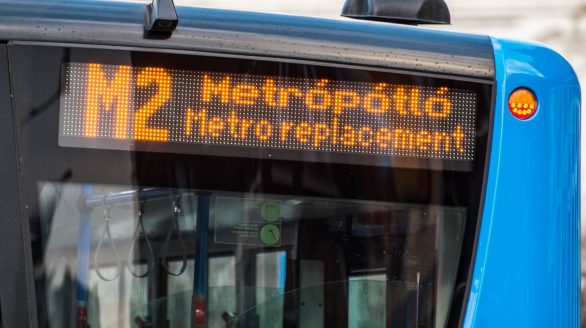 M2
Metrópótló
Metro replacement